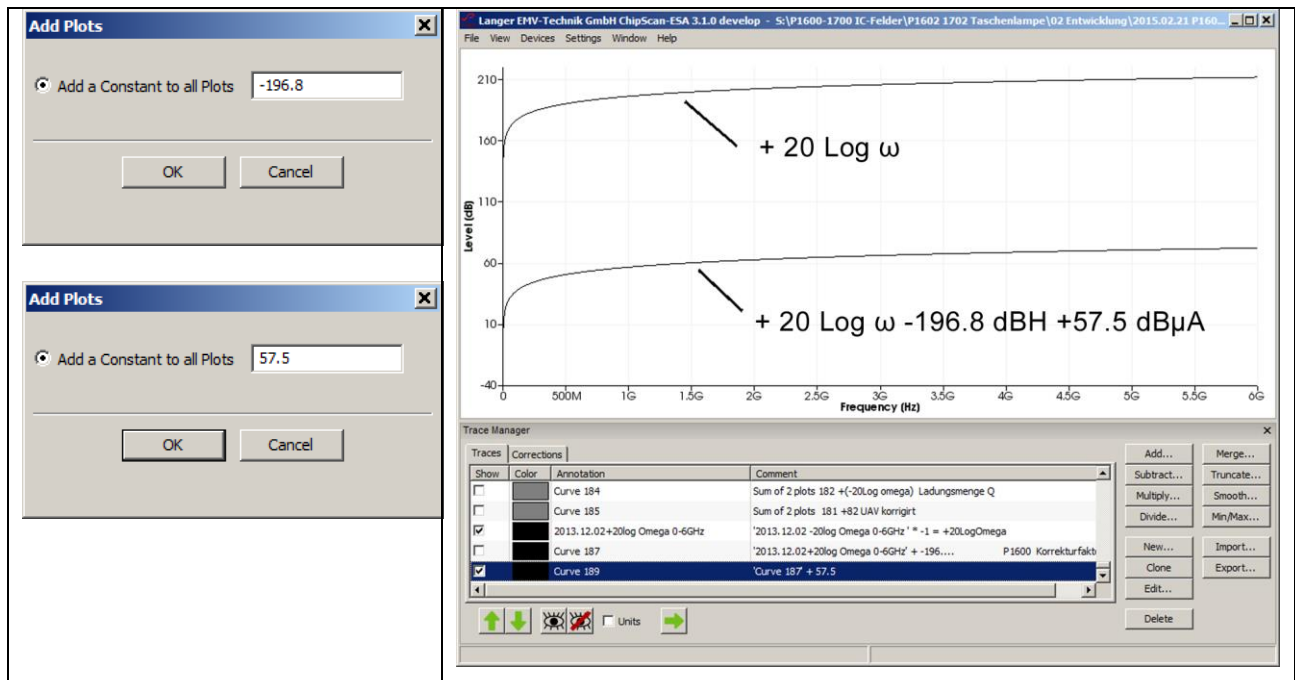 Add Plots
Add a Constant to all Plots -196.8
OK Cancel
Add Plots
Add a Constant to all Plots 57.5
OK Cancel
Langer EMV-Technik GmbH ChipScan-ESA 3.1.0 develop - S:\P1600-1700 IC-Felder\P1602 1702 Taschenlampe\02 Entwicklung\2015.02.21 P160...
File View Devices Settings Window Help
210
160
110
60
10
-40
Level (dB)
+ 20 Log ω
+ 20 Log ω -196.8 dBH +57.5 dBµA
0 500M 1G 1.5G 2G 2.5G 3G 3.5G 4G 4.5G 5G 5.5G 6G
Frequency (Hz)
Trace Manager
Traces Corrections
Show Color Annotation Comment
Curve 184 Sum of 2 plots 182 +(-20Log omega) Ladungsmenge Q
Curve 185 Sum of 2 plots 181 +82 UAV korrigirt
2013.12.02+20log Omega 0-6GHz '2013.12.02 -20log Omega 0-6GHz ' * -1 = +20LogOmega
Curve 187 '2013.12.02+20log Omega 0-6GHz' + -196.... P1600 Korrekturfakt
Curve 189 'Curve 187' + 57.5
Add... Merge...
Subtract... Truncate...
Multiply... Smooth...
Divide... Min/Max...
New... Import...
Clone Export...
Edit...
Delete
Units